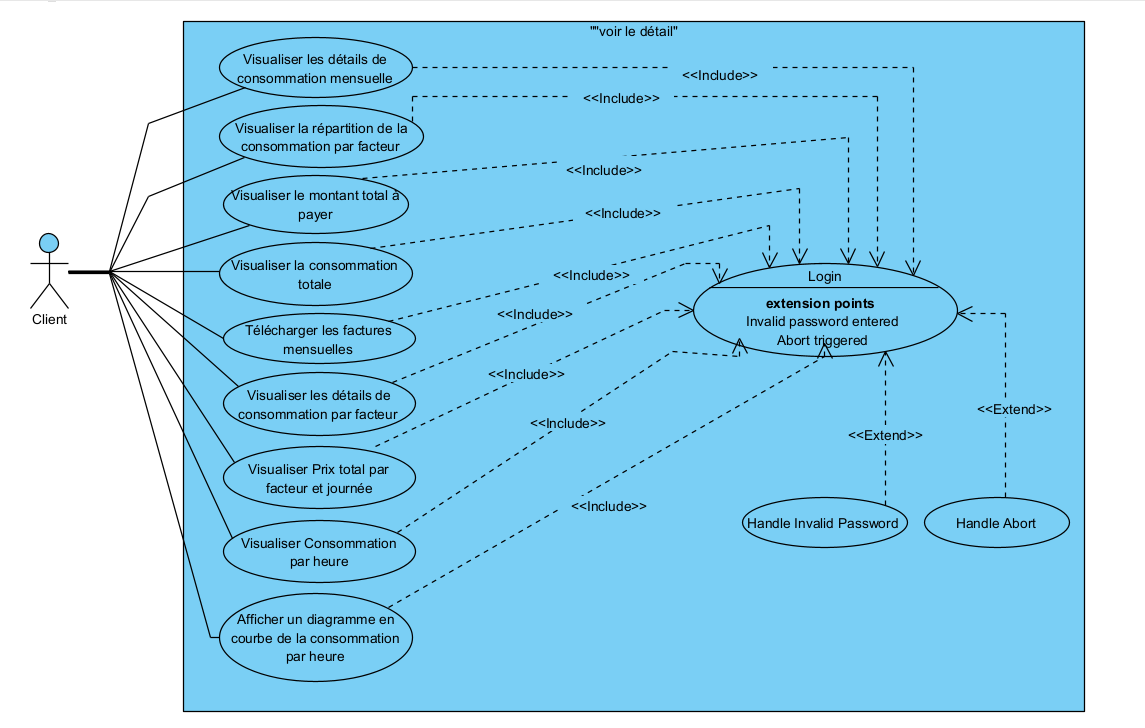 ""voir le détail"
Visualiser les détails de
consommation mensuelle
<<Include>>
Visualiser la répartition de la
consommation par facteur
<<Include>>
Visualiser le montant total à
payer
<<Include>>
Visualiser la consommation
totale
<<Include>>
Télécharger les factures
mensuelles
<<Include>>
Visualiser les détails de
consommation par facteur
<<Include>>
Visualiser Prix total par
facteur et journée
<<Include>>
Visualiser Consommation
par heure
<<Include>>
Afficher un diagramme en
courbe de la consommation
par heure
<<Include>>
Client
Login
extension points
Invalid password entered
Abort triggered
<<Extend>>
<<Extend>>
Handle Invalid Password
Handle Abort